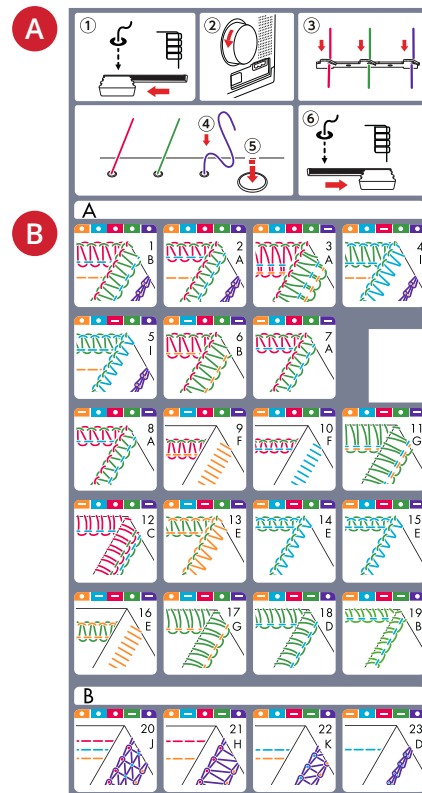 A
① ② ③
④ ⑤ ⑥
B
A
1 2 3 4
B A A I
5 6 7
I B A
8 9 10 11
A F F G
12 13 14 15
C E E E
16 17 18 19
E G D B
B
20 21 22 23
J H K D